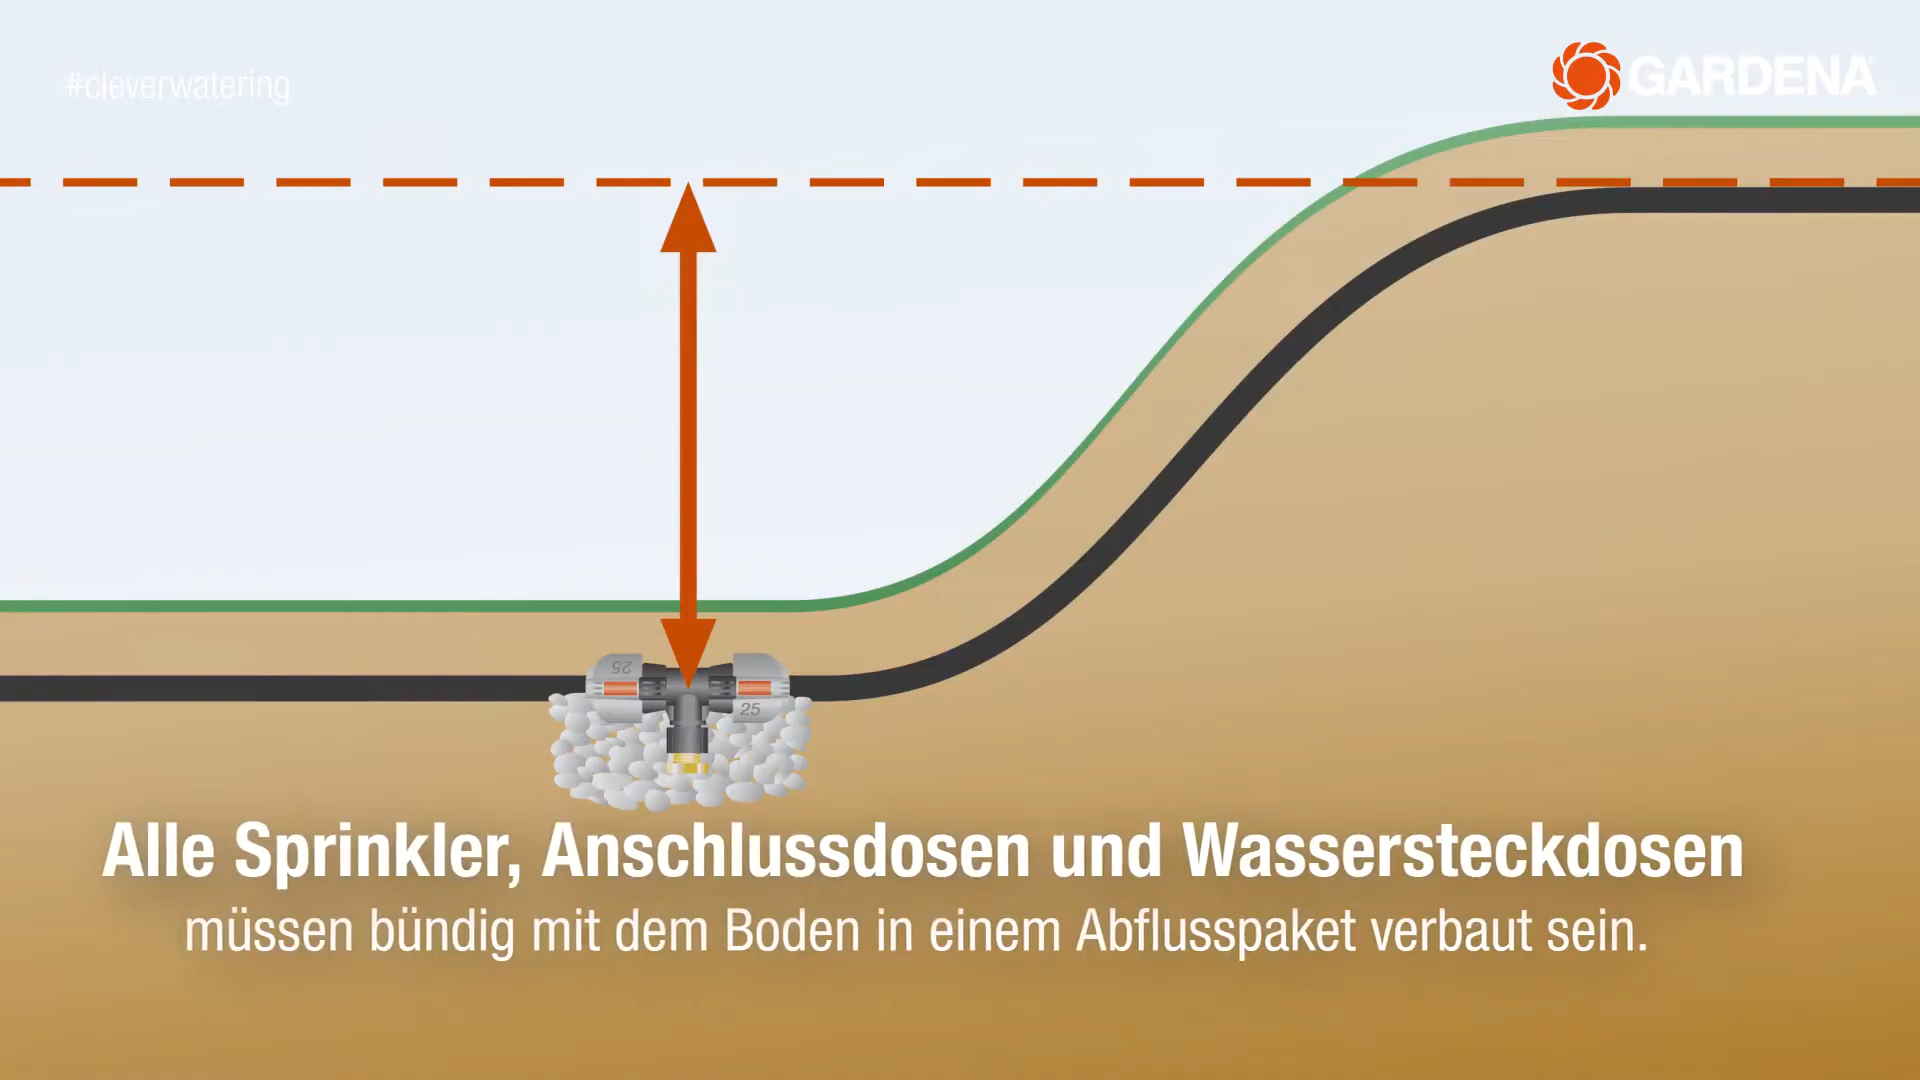 #cleverwatering
GARDENA
25
25
Alle Sprinkler, Anschlussdosen und Wassersteckdosen
müssen bündig mit dem Boden in einem Abflusspaket verbaut sein.